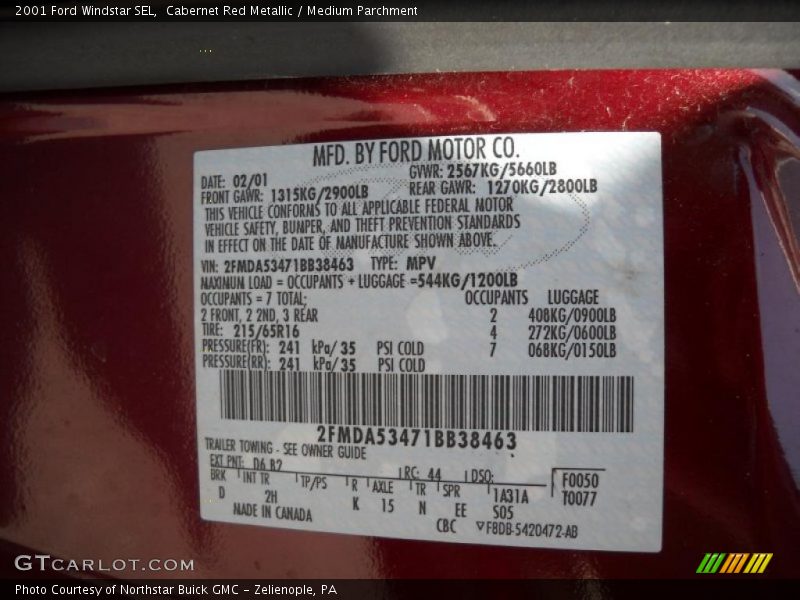 2001 Ford Windstar SEL,  Cabernet Red Metallic / Medium Parchment
MFD. BY FORD MOTOR CO.
DATE: 02/01 GVWR: 2567KG/5660LB
FRONT GAWR: 1315KG/2900LB REAR GAWR: 1270KG/2800LB
THIS VEHICLE CONFORMS TO ALL APPLICABLE FEDERAL MOTOR
VEHICLE SAFETY, BUMPER, AND THEFT PREVENTION STANDARDS
IN EFFECT ON THE DATE OF MANUFACTURE SHOWN ABOVE.
VIN: 2FMDA53471BB38463 TYPE: MPV
MAXIMUM LOAD = OCCUPANTS + LUGGAGE =544KG/1200LB
OCCUPANTS = 7 TOTAL; OCCUPANTS LUGGAGE
2 FRONT, 2 2ND, 3 REAR 2 408KG/0900LB
TIRE: 215/65R16 4 272KG/0600LB
PRESSURE(FR): 241 kPa/35 PSI COLD 7 068KG/0150LB
PRESSURE(RR): 241 kPa/35 PSI COLD
2FMDA53471BB38463
TRAILER TOWING - SEE OWNER GUIDE
EXT PNT: D6 B2 RC: 44 DSO: F0050
BRK INT TR TP/PS R AXLE TR SPR 1A31A T0077
D 2H K 15 N EE S05
MADE IN CANADA CBC ▽F8DB-5420472-AB
GTCARLOT.COM
Photo Courtesy of Northstar Buick GMC – Zelienople, PA